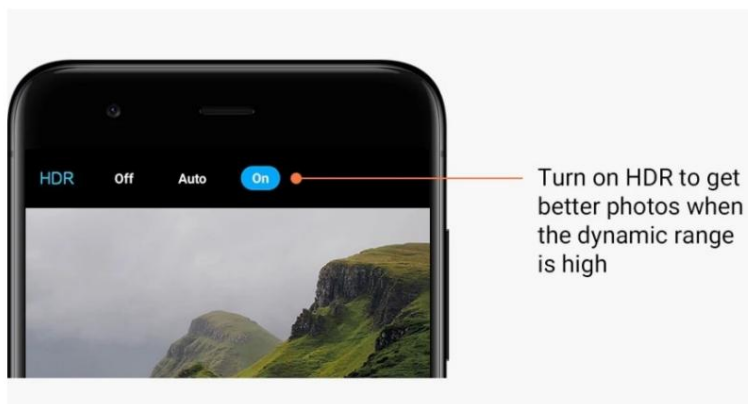 HDR Off Auto On
Turn on HDR to get
better photos when
the dynamic range
is high